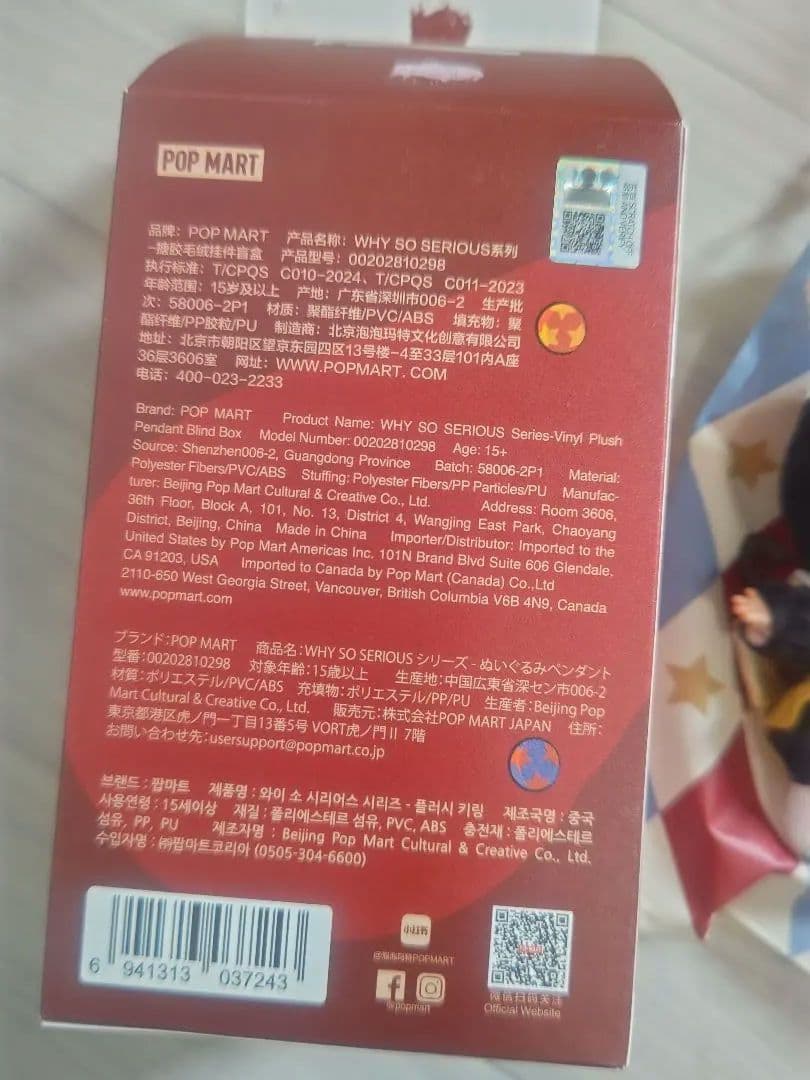 POP MART
品牌：POP MART 产品名称：WHY SO SERIOUS系列
-搪胶毛绒挂件盲盒 产品型号：00202810298
执行标准：T/CPQS C010-2024、T/CPQS C011-2023
年龄范围：15岁及以上 产地：广东省深圳市006-2 生产批
次：58006-2P1 材质：聚酯纤维/PVC/ABS 填充物：聚
酯纤维/PP胶粒/PU 制造商：北京泡泡玛特文化创意有限公司
地址：北京市朝阳区望京东园四区13号楼-4至33层101内A座
36层3606室 网址：WWW.POPMART.COM
电话：400-023-2233
Brand: POP MART Product Name: WHY SO SERIOUS Series-Vinyl Plush
Pendant Blind Box Model Number: 00202810298 Age: 15+
Source: Shenzhen006-2, Guangdong Province Batch: 58006-2P1 Material:
Polyester Fibers/PVC/ABS Stuffing: Polyester Fibers/PP Particles/PU Manufac-
turer: Beijing Pop Mart Cultural & Creative Co., Ltd. Address: Room 3606,
36th Floor, Block A, 101, No. 13, District 4, Wangjing East Park, Chaoyang
District, Beijing, China Made in China Importer/Distributor: Imported to the
United States by Pop Mart Americas Inc. 101N Brand Blvd Suite 606 Glendale,
CA 91203, USA Imported to Canada by Pop Mart (Canada) Co.,Ltd
2110-650 West Georgia Street, Vancouver, British Columbia V6B 4N9, Canada
www.popmart.com
ブランド：POP MART 商品名：WHY SO SERIOUS シリーズ - ぬいぐるみペンダント
型番：00202810298 対象年齢：15歳以上 生産地：中国広東省深セン市006-2
材質：ポリエステル/PVC/ABS 充填物：ポリエステル/PP/PU 生産者：Beijing Pop
Mart Cultural & Creative Co., Ltd. 販売元：株式会社POP MART JAPAN 住所：
東京都港区虎ノ門一丁目13番5号 VORT虎ノ門Ⅱ 7階
お問い合わせ先：usersupport@popmart.co.jp
브랜드 : 팝마트 제품명 : 와이 소 시리어스 시리즈 - 플러시 키링 제조국명 : 중국
사용연령 : 15세이상 재질 : 폴리에스테르 섬유, PVC, ABS 충전재 : 폴리에스테르
섬유, PP, PU 제조자명 : Beijing Pop Mart Cultural & Creative Co., Ltd.
수입자명 : ㈜팝마트코리아 (0505-304-6600)
6 941313 037243
小红书
@泡泡玛特POPMART
@popmart
微信扫码关注
Official Website